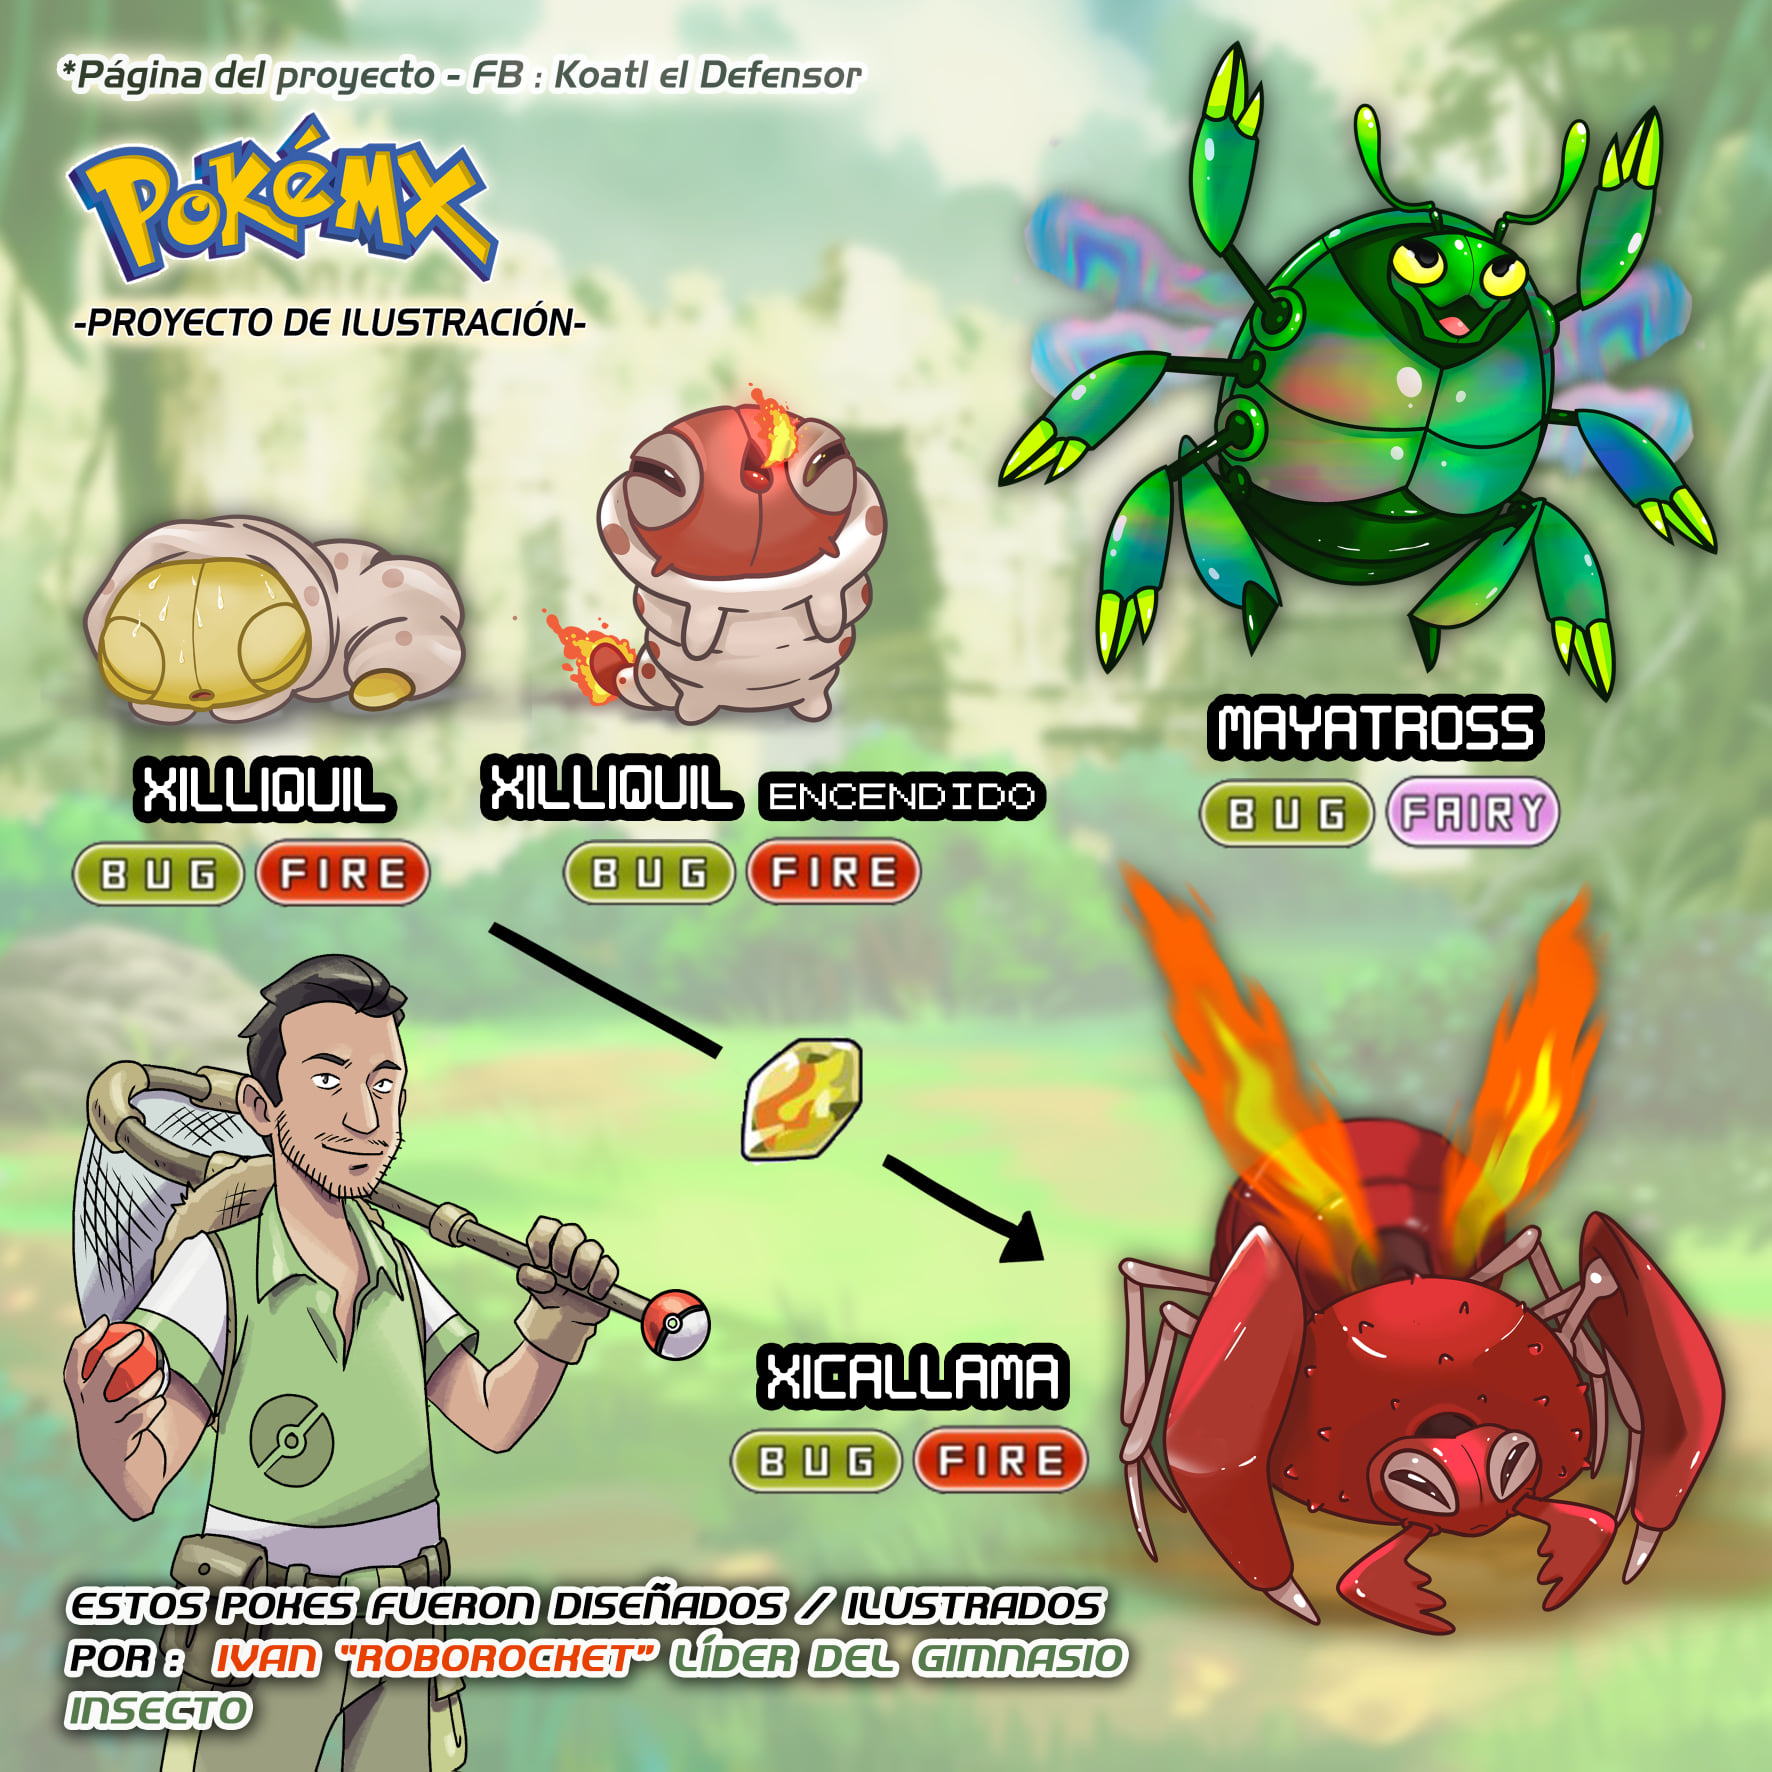 *Página del proyecto - FB : Koatl el Defensor
PoKéMX
-PROYECTO DE ILUSTRACIÓN-
XILLIQUIL
BUG FIRE
XILLIQUIL ENCENDIDO
BUG FIRE
MAYATROSS
BUG FAIRY
XICALLAMA
BUG FIRE
ESTOS POKES FUERON DISEÑADOS / ILUSTRADOS
POR : IVAN "ROBOROCKET" LÍDER DEL GIMNASIO
INSECTO